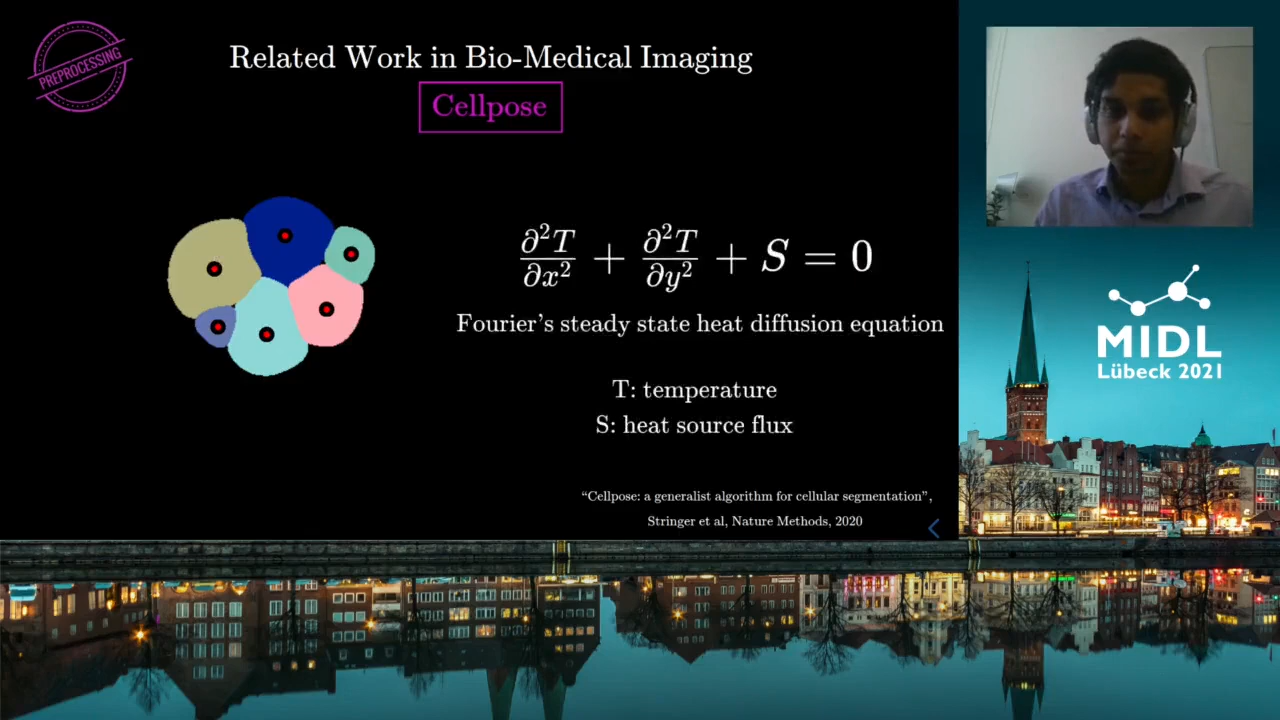 PREPROCESSING
Related Work in Bio-Medical Imaging
Cellpose
∂²T/∂x² + ∂²T/∂y² + S = 0
Fourier's steady state heat diffusion equation
T: temperature
S: heat source flux
“Cellpose: a generalist algorithm for cellular segmentation”,
Stringer et al, Nature Methods, 2020
MIDL
Lübeck 2021